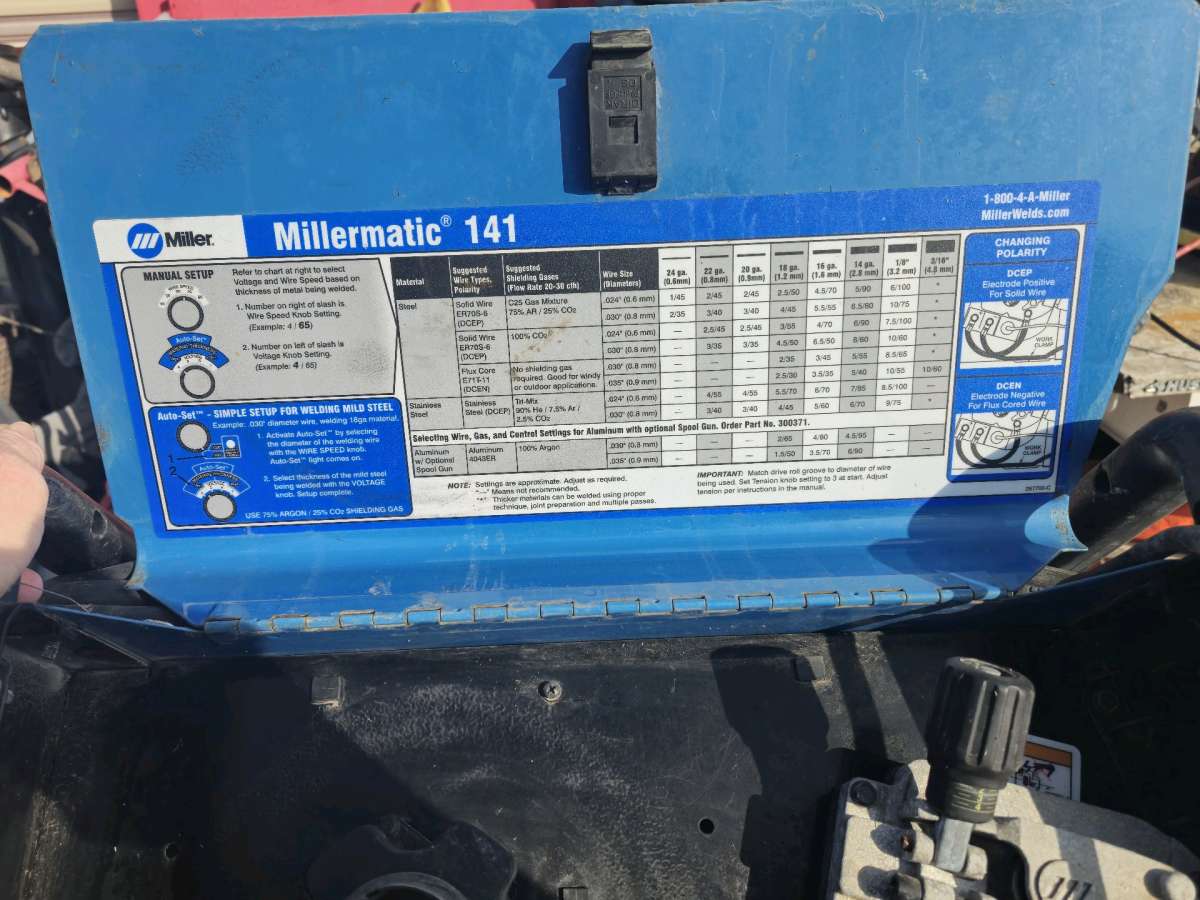 1-800-4-A-Miller
MillerWelds.com
Miller®
Millermatic® 141
MANUAL SETUP
Refer to chart at right to select
Voltage and Wire Speed based on
thickness of metal being welded.
1. Number on right of slash is
Wire Speed Knob Setting.
(Example: 4 / 65)
2. Number on left of slash is
Voltage Knob Setting.
(Example: 4 / 65)
WIRE SPEED
Auto-Set™
Auto-Set™ – SIMPLE SETUP FOR WELDING MILD STEEL
Example: .030" diameter wire, welding 16ga material.
1. Activate Auto-Set™ by selecting
the diameter of the welding wire
with the WIRE SPEED knob.
Auto-Set™ light comes on.
2. Select thickness of the mild steel
being welded with the VOLTAGE
knob. Setup complete.
1
2
Auto-Set™
USE 75% ARGON / 25% CO₂ SHIELDING GAS
Material
Suggested Wire Types, Polarity
Suggested Shielding Gases (Flow Rate 20-30 cfh)
Wire Size (Diameters)
24 ga. (0.6mm) 22 ga. (0.8mm) 20 ga. (0.9mm) 18 ga. (1.2 mm) 16 ga. (1.6 mm) 14 ga. (2.8 mm) 1/8" (3.2 mm) 3/16" (4.8 mm)
Steel
Solid Wire ER70S-6 (DCEP)
C25 Gas Mixture 75% AR / 25% CO₂
.024" (0.6 mm) 1/45 2/45 2/45 2.5/50 4.5/70 5/90 6/100 *
.030" (0.8 mm) 2/35 3/40 3/40 4/45 5.5/55 6.5/60 10/75 *
Solid Wire ER70S-6 (DCEP)
100% CO₂
.024" (0.6 mm) — 2.5/45 2.5/45 3/55 4/70 6/90 7.5/100 *
.030" (0.8 mm) — 3/35 3/35 4.5/50 6.5/50 8/60 10/60 *
Flux Core E71T-11 (DCEN)
No shielding gas required. Good for windy or outdoor applications.
.030" (0.8 mm) — — — 2/35 3/45 5/55 8.5/65 *
.035" (0.9 mm) — — — 2.5/30 3.5/35 5/40 10/55 10/60
Stainless Steel
Stainless Steel (DCEP)
Tri-Mix 90% He / 7.5% Ar / 2.5% CO₂
.024" (0.6 mm) — 4/55 4/55 5.5/70 6/70 7/85 8.5/100 —
.030" (0.8 mm) — 3/40 3/40 4/45 5/60 6/70 9/75 *
Selecting Wire, Gas, and Control Settings for Aluminum with optional Spool Gun. Order Part No. 300371.
Aluminum w/ Optional Spool Gun
Aluminum 4043ER
100% Argon
.030" (0.8 mm) — — — 2/65 4/80 4.5/95 — —
.035" (0.9 mm) — — — 1.5/50 3.5/70 6/90 — —
NOTE: Settings are approximate. Adjust as required.
"—" Means not recommended.
"*" Thicker materials can be welded using proper
technique, joint preparation and multiple passes.
IMPORTANT: Match drive roll groove to diameter of wire
being used. Set Tension knob setting to 3 at start. Adjust
tension per instructions in the manual.
CHANGING
POLARITY
DCEP
Electrode Positive
For Solid Wire
WORK
CLAMP
DCEN
Electrode Negative
For Flux Cored Wire
WORK
CLAMP